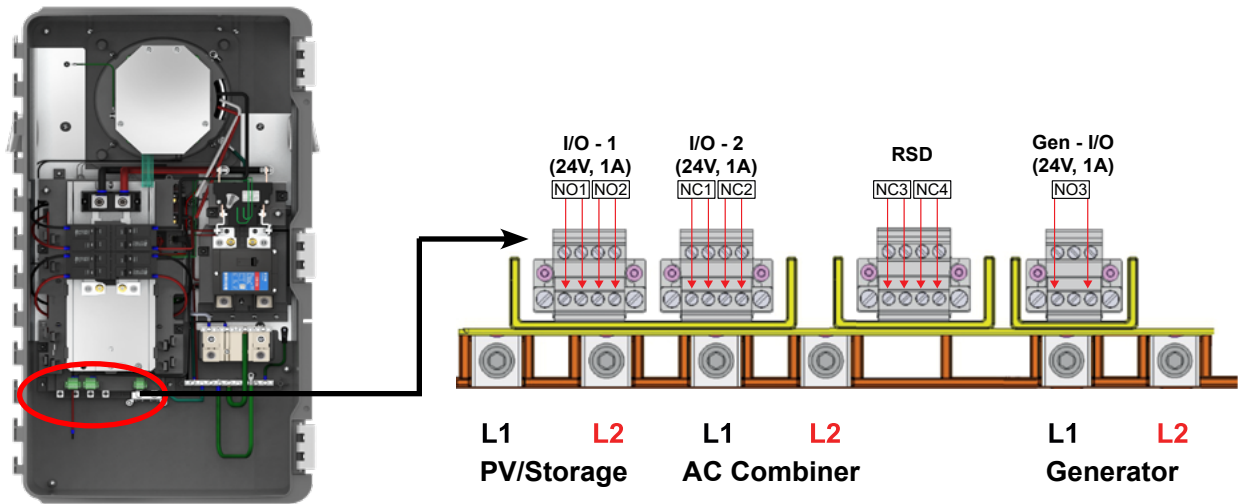 I/O - 1
(24V, 1A)
NO1 NO2
I/O - 2
(24V, 1A)
NC1 NC2
RSD
NC3 NC4
Gen - I/O
(24V, 1A)
NO3
L1 L2 L1 L2 L1 L2
PV/Storage AC Combiner Generator